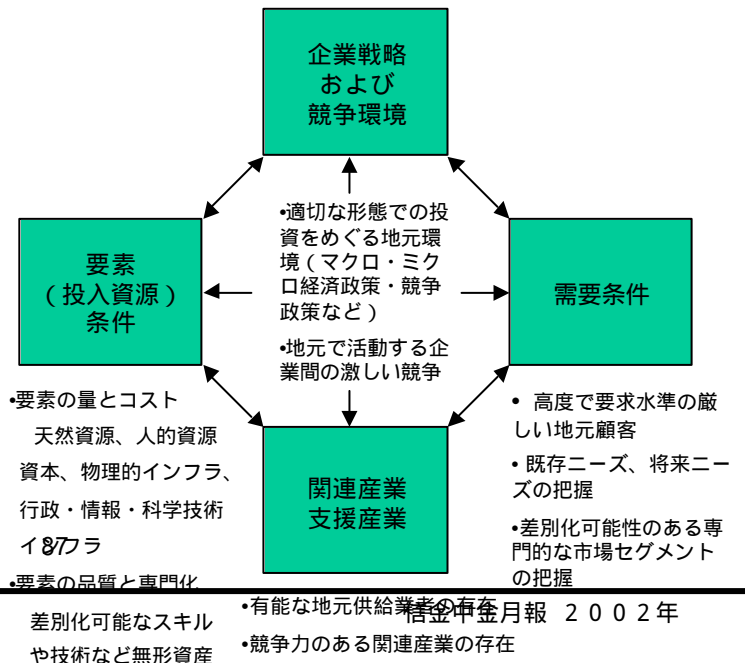 企業戦略
および
競争環境
•適切な形態での投
資をめぐる地元環
境（マクロ・ミク
ロ経済政策・競争
政策など）
•地元で活動する企
業間の激しい競争
要素
（投入資源）
条件
需要条件
•要素の量とコスト
天然資源、人的資源
資本、物理的インフラ、
行政・情報・科学技術
インフラ
87
•要素の品質と専門化
差別化可能なスキル
や技術など無形資産
関連産業
支援産業
• 高度で要求水準の厳
しい地元顧客
• 既存ニーズ、将来ニー
ズの把握
•差別化可能性のある専
門的な市場セグメント
の把握
•有能な地元供給業者の存在
信金中金月報 ２００２年
•競争力のある関連産業の存在